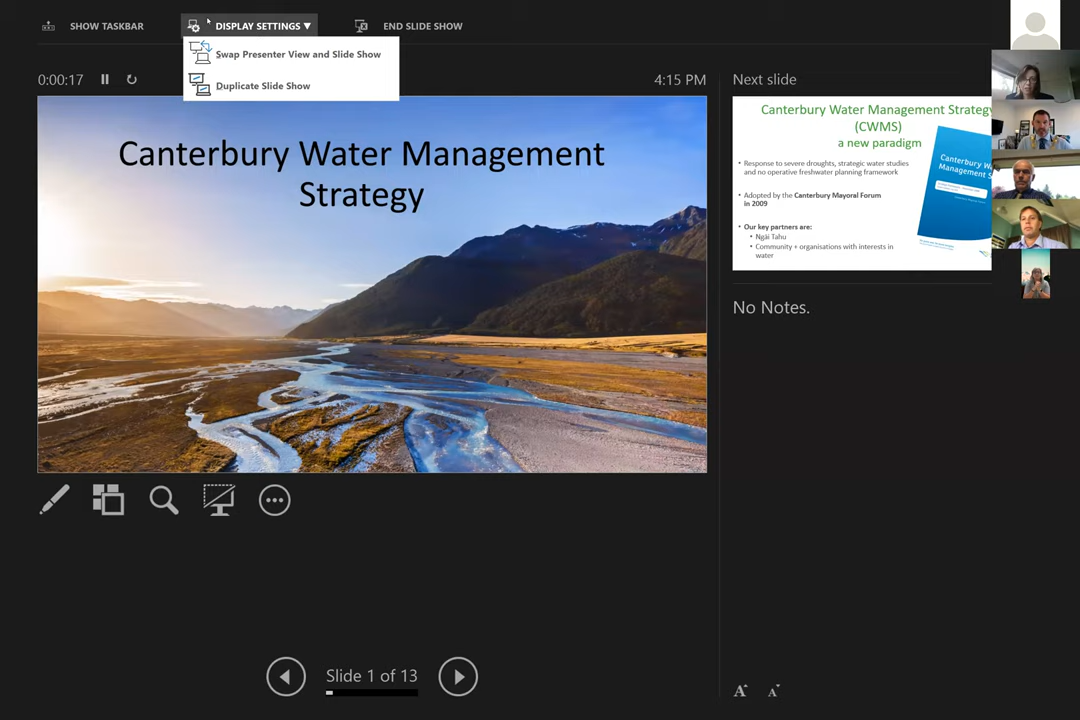 SHOW TASKBAR
DISPLAY SETTINGS ▼
END SLIDE SHOW
Swap Presenter View and Slide Show
Duplicate Slide Show
0:00:17
4:15 PM
Canterbury Water Management
Strategy
Slide 1 of 13
Next slide
Canterbury Water Management Strategy
(CWMS)
a new paradigm
• Response to severe droughts, strategic water studies
and no operative freshwater planning framework
• Adopted by the Canterbury Mayoral Forum
in 2009
• Our key partners are:
• Ngāi Tahu
• Community + organisations with interests in
water
Canterbury
Management
No Notes.
A
A